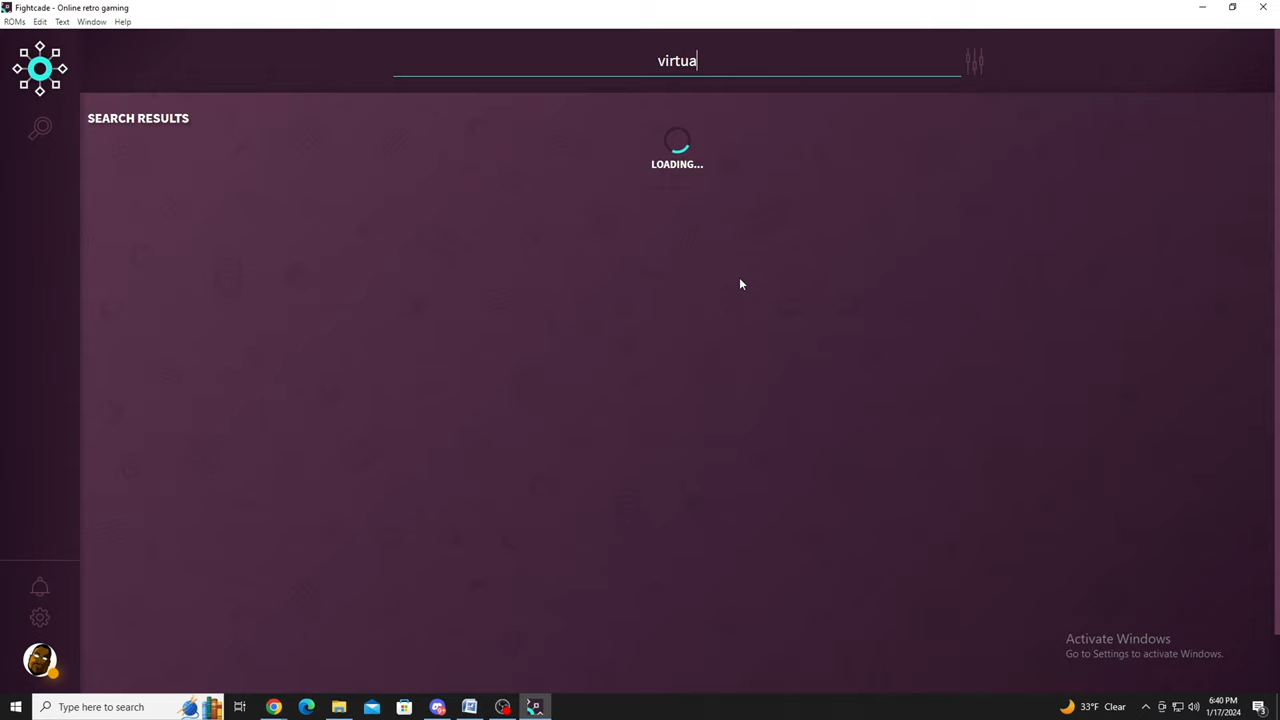 Fightcade - Online retro gaming
ROMs Edit Text Window Help
virtua
SEARCH RESULTS
LOADING...
Activate Windows
Go to Settings to activate Windows.
Type here to search
33°F Clear
6:40 PM
1/17/2024
3